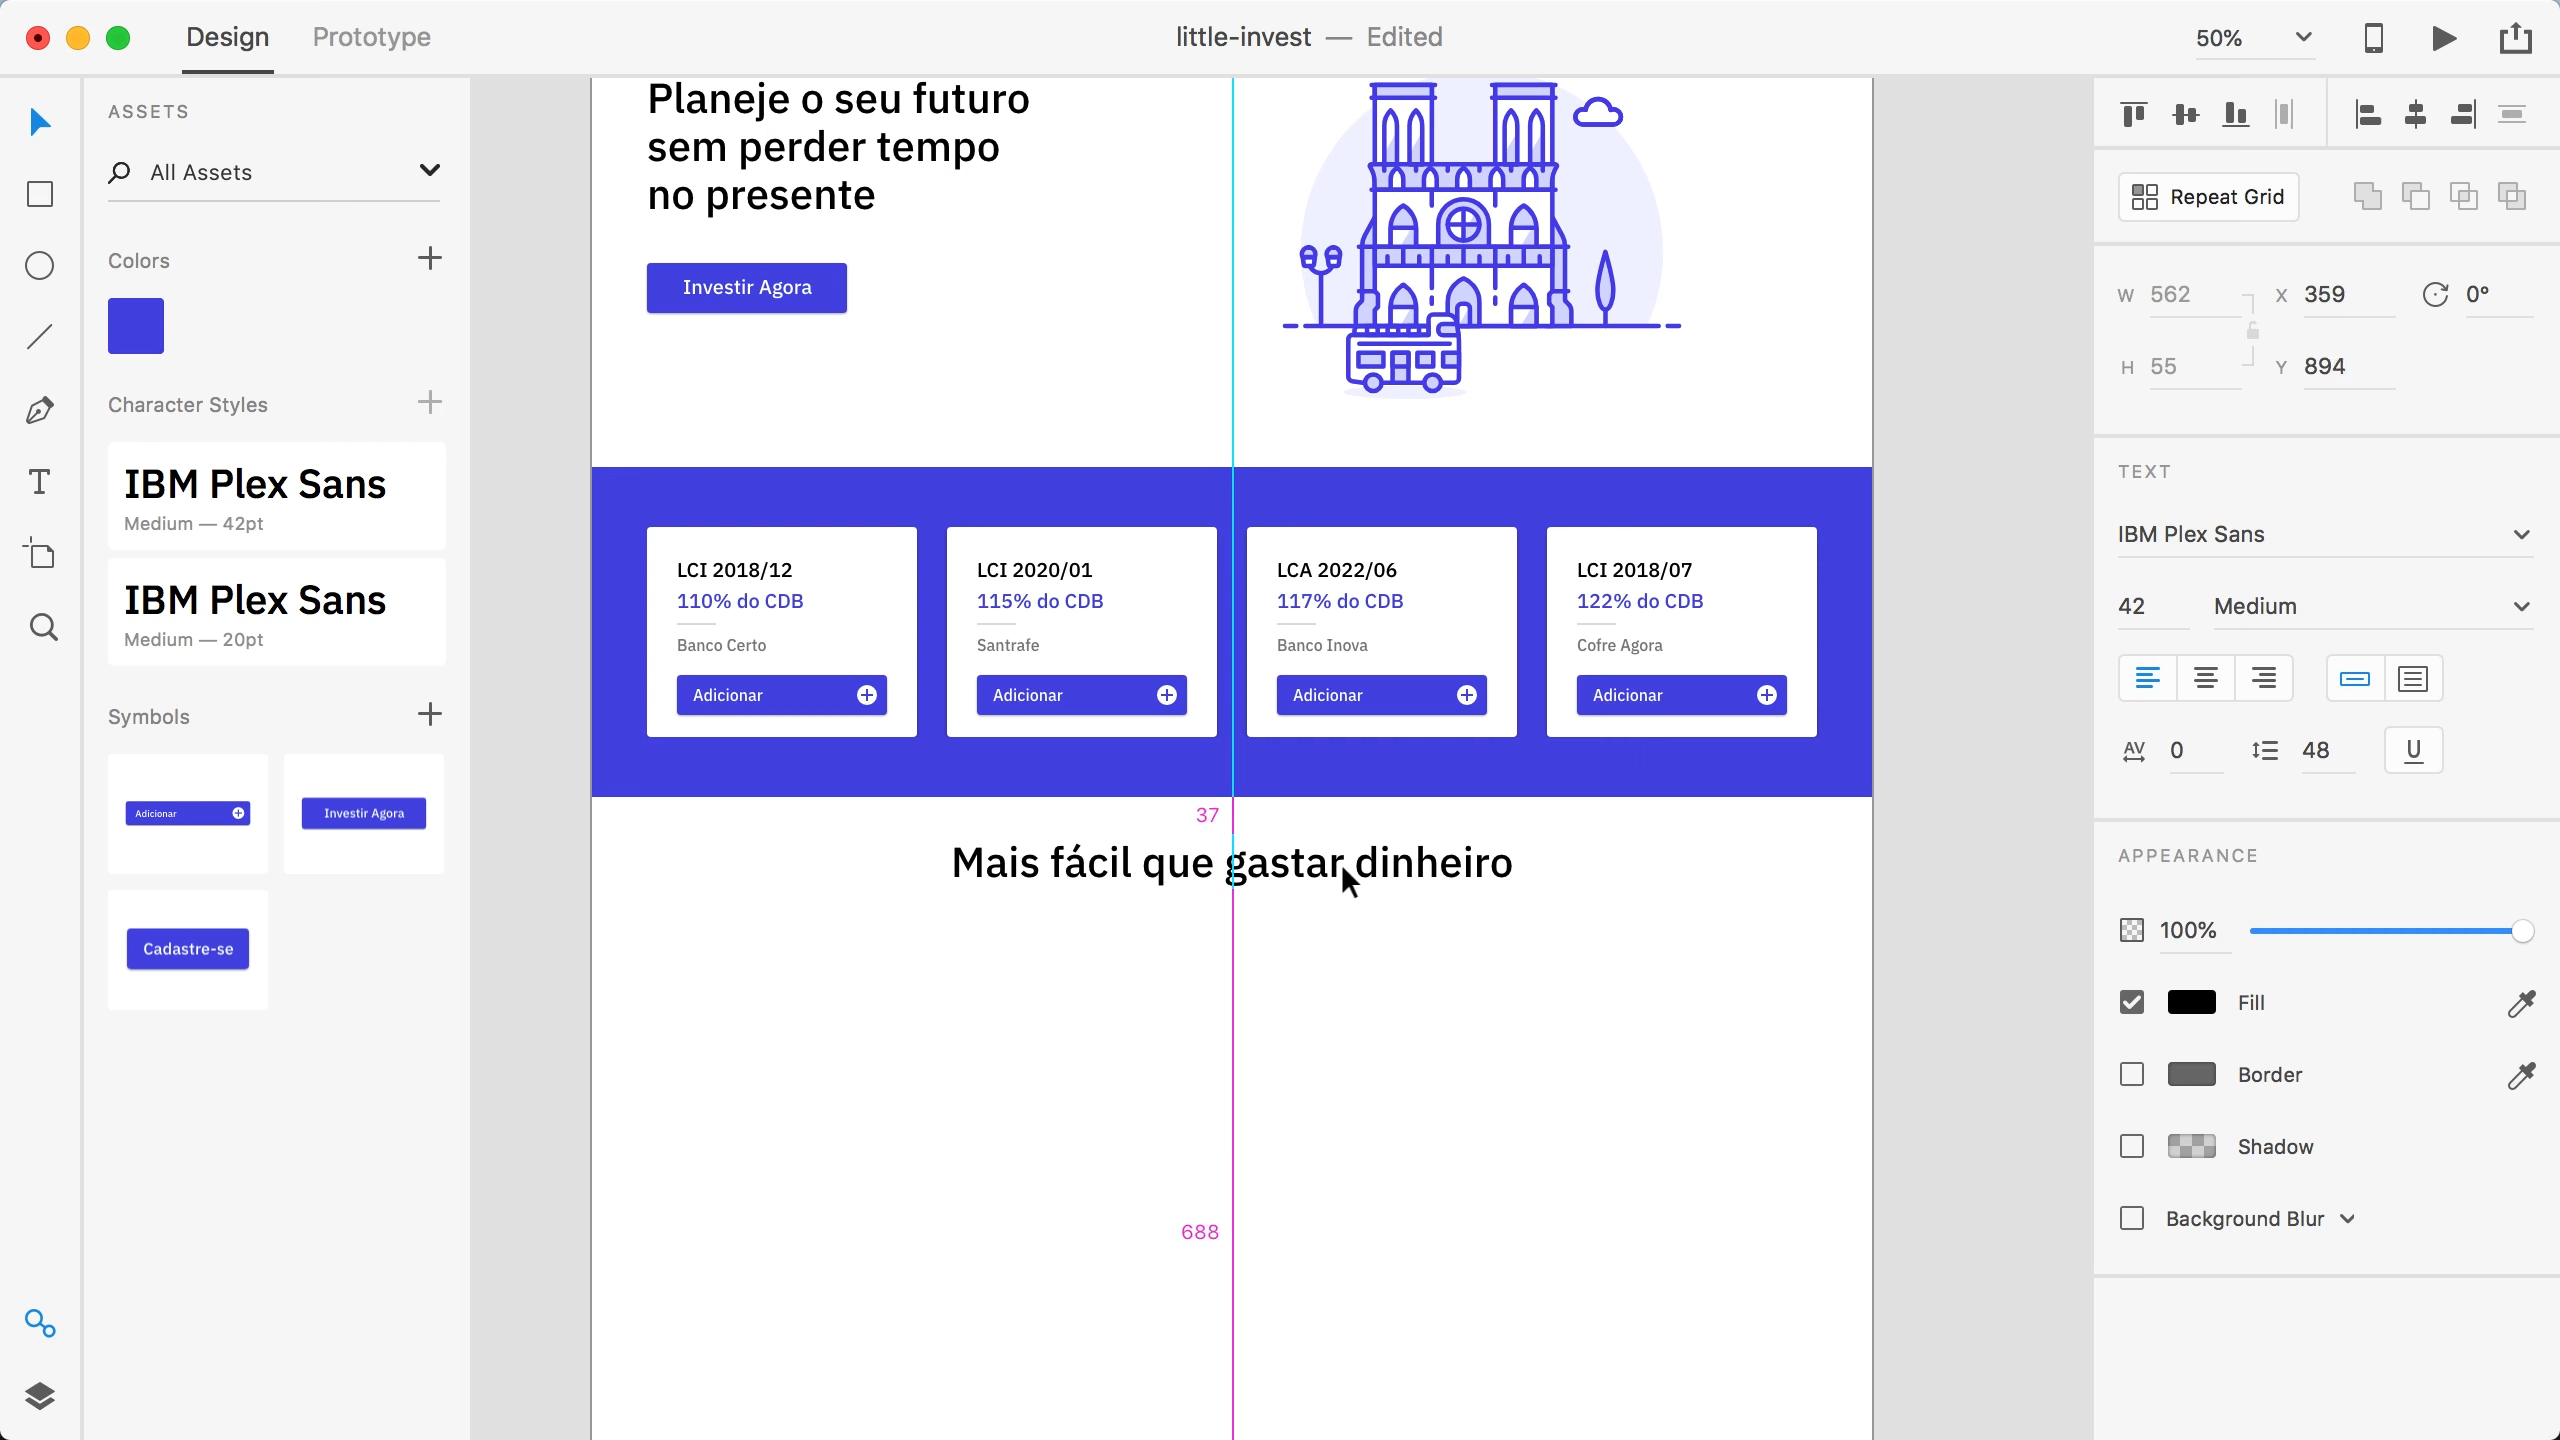 Design
Prototype
little-invest — Edited
50%
ASSETS
All Assets
Colors
Character Styles
IBM Plex Sans
Medium — 42pt
IBM Plex Sans
Medium — 20pt
Symbols
Adicionar
Investir Agora
Cadastre-se
Planeje o seu futuro
sem perder tempo
no presente
Investir Agora
LCI 2018/12
110% do CDB
Banco Certo
Adicionar
LCI 2020/01
115% do CDB
Santrafe
Adicionar
LCA 2022/06
117% do CDB
Banco Inova
Adicionar
LCI 2018/07
122% do CDB
Cofre Agora
Adicionar
37
Mais fácil que gastar dinheiro
688
Repeat Grid
W 562 X 359 0°
H 55 Y 894
TEXT
IBM Plex Sans
42 Medium
AV 0 48 U
APPEARANCE
100%
Fill
Border
Shadow
Background Blur